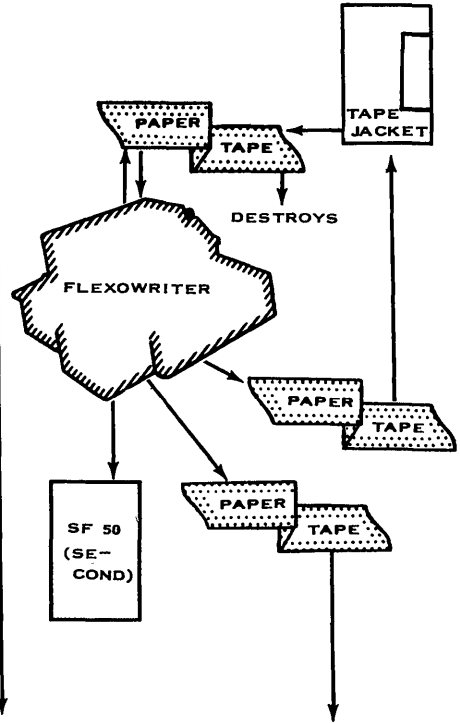 TAPE
JACKET
PAPER
TAPE
DESTROYS
FLEXOWRITER
PAPER
TAPE
PAPER
TAPE
SF 50
(SE-
COND)